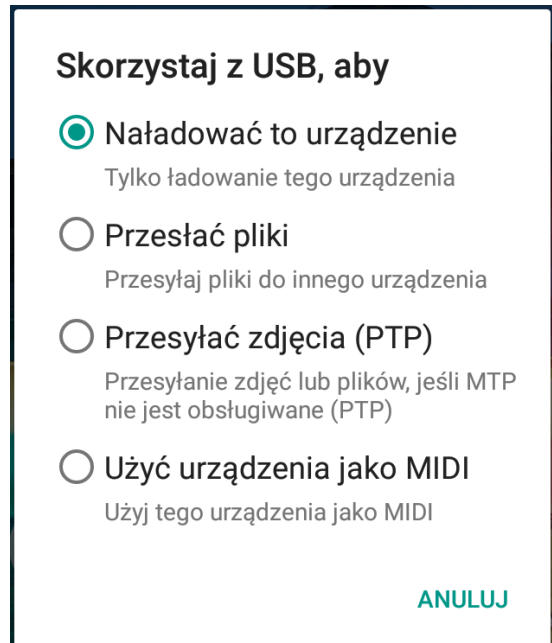 Skorzystaj z USB, aby
Naładować to urządzenie
Tylko ładowanie tego urządzenia
Przesłać pliki
Przesyłaj pliki do innego urządzenia
Przesyłać zdjęcia (PTP)
Przesyłanie zdjęć lub plików, jeśli MTP
nie jest obsługiwane (PTP)
Użyć urządzenia jako MIDI
Użyj tego urządzenia jako MIDI
ANULUJ